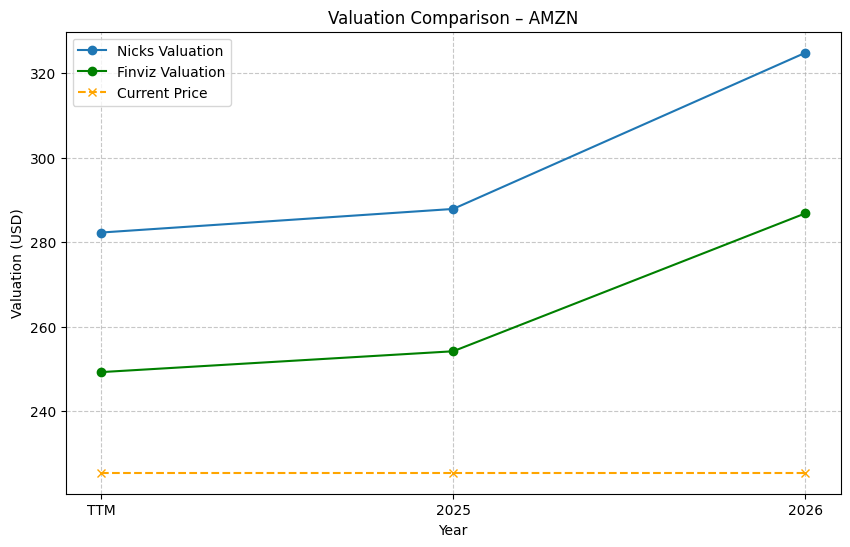 Valuation Comparison – AMZN
Nicks Valuation
Finviz Valuation
Current Price
Valuation (USD)
320
300
280
260
240
TTM
2025
2026
Year